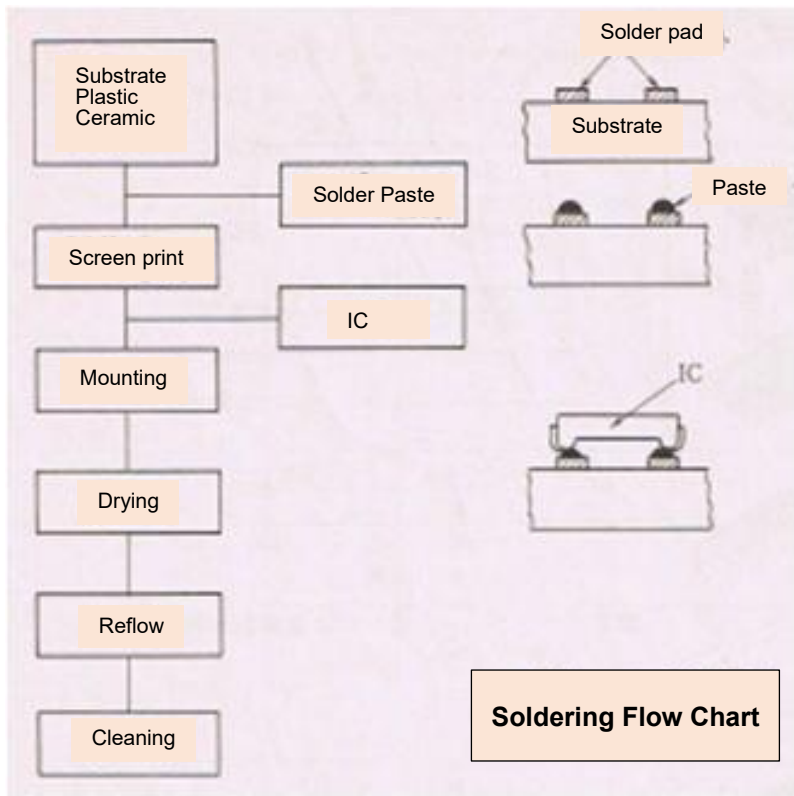 Substrate
Plastic
Ceramic
Solder Paste
Screen print
IC
Mounting
Drying
Reflow
Cleaning
Solder pad
Substrate
Paste
IC
Soldering Flow Chart